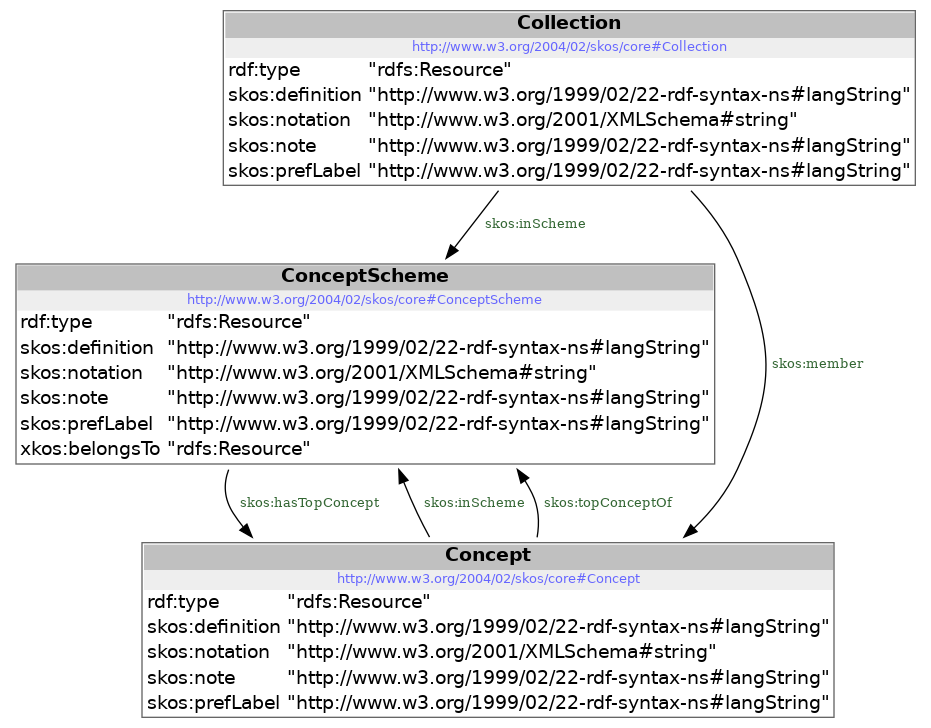 Collection
http://www.w3.org/2004/02/skos/core#Collection
rdf:type "rdfs:Resource"
skos:definition "http://www.w3.org/1999/02/22-rdf-syntax-ns#langString"
skos:notation "http://www.w3.org/2001/XMLSchema#string"
skos:note "http://www.w3.org/1999/02/22-rdf-syntax-ns#langString"
skos:prefLabel "http://www.w3.org/1999/02/22-rdf-syntax-ns#langString"
skos:inScheme
ConceptScheme
http://www.w3.org/2004/02/skos/core#ConceptScheme
rdf:type "rdfs:Resource"
skos:definition "http://www.w3.org/1999/02/22-rdf-syntax-ns#langString"
skos:notation "http://www.w3.org/2001/XMLSchema#string"
skos:note "http://www.w3.org/1999/02/22-rdf-syntax-ns#langString"
skos:prefLabel "http://www.w3.org/1999/02/22-rdf-syntax-ns#langString"
xkos:belongsTo "rdfs:Resource"
skos:member
skos:hasTopConcept
skos:inScheme
skos:topConceptOf
Concept
http://www.w3.org/2004/02/skos/core#Concept
rdf:type "rdfs:Resource"
skos:definition "http://www.w3.org/1999/02/22-rdf-syntax-ns#langString"
skos:notation "http://www.w3.org/2001/XMLSchema#string"
skos:note "http://www.w3.org/1999/02/22-rdf-syntax-ns#langString"
skos:prefLabel "http://www.w3.org/1999/02/22-rdf-syntax-ns#langString"